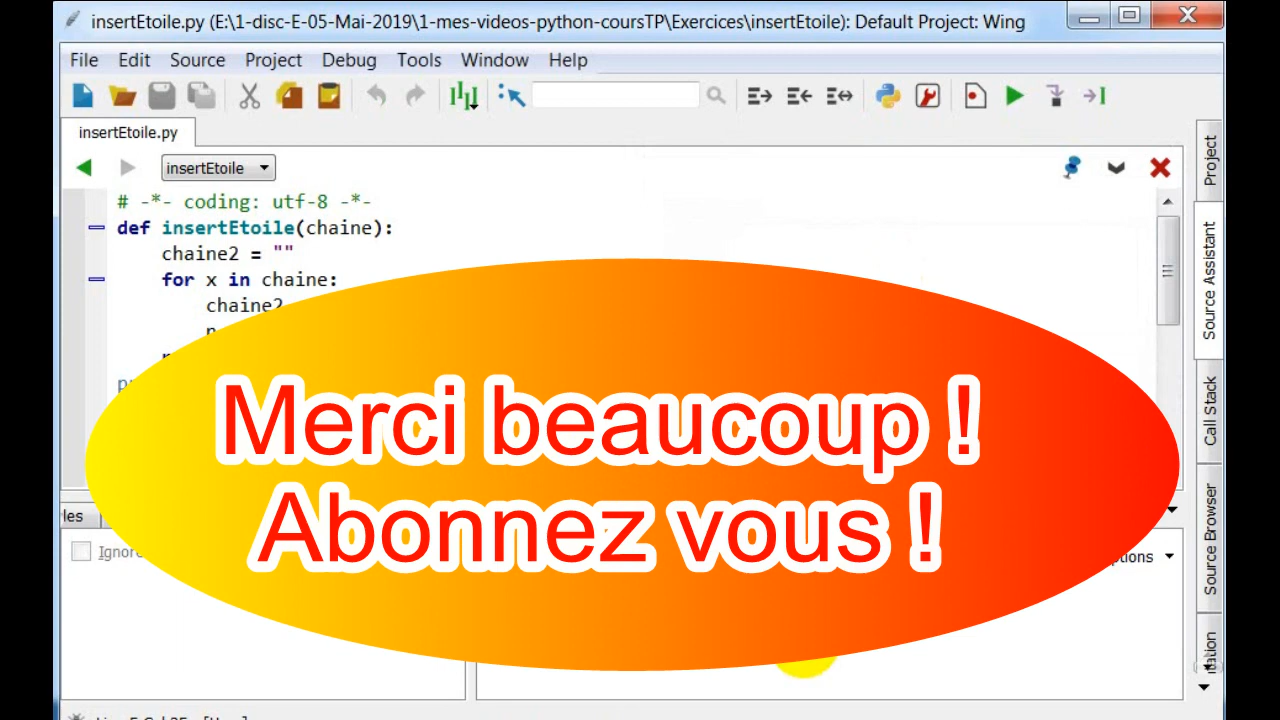 insertEtoile.py (E:\1-disc-E-05-Mai-2019\1-mes-videos-python-coursTP\Exercices\insertEtoile): Default Project: Wing
File Edit Source Project Debug Tools Window Help
insertEtoile.py
insertEtoile
# -*- coding: utf-8 -*-
def insertEtoile(chaine):
chaine2 = ""
for x in chaine:
chaine2
Merci beaucoup !
Abonnez vous !
Project
Source Assistant
Call Stack
Source Browser